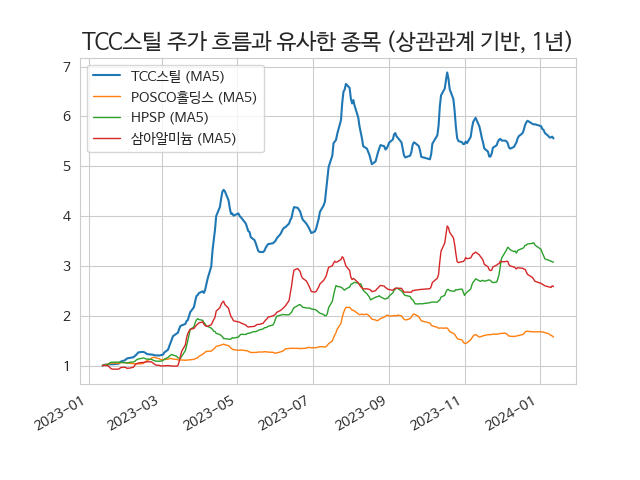 TCC스틸 주가 흐름과 유사한 종목 (상관관계 기반, 1년)
TCC스틸 (MA5)
POSCO홀딩스 (MA5)
HPSP (MA5)
삼아알미늄 (MA5)
7
6
5
4
3
2
1
2023-01
2023-03
2023-05
2023-07
2023-09
2023-11
2024-01